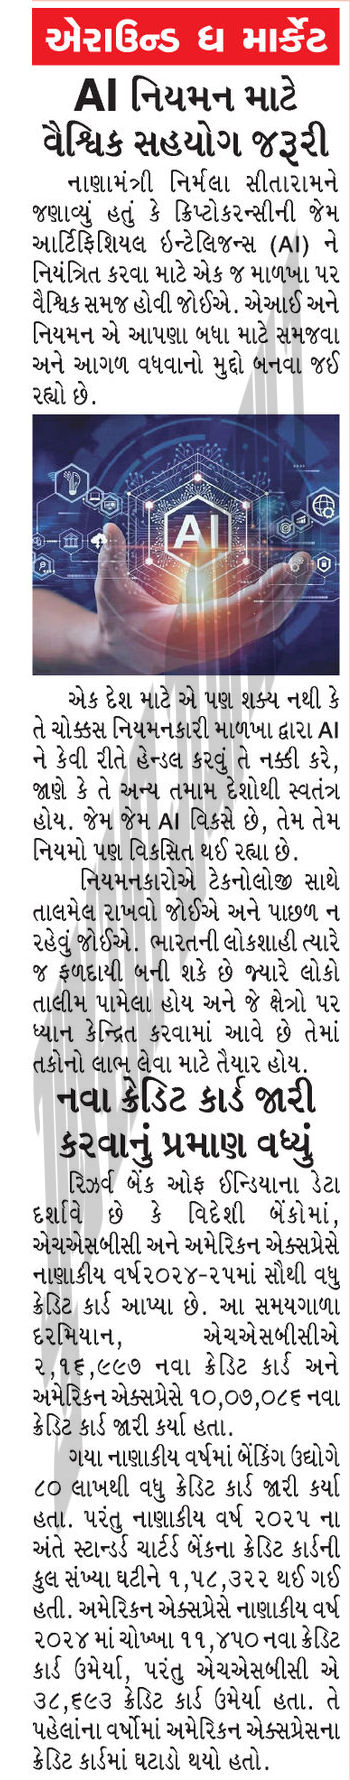 એરાઉન્ડ ધ માર્કેટ
AI નિયમન માટે
વૈશ્વિક સહયોગ જરૂરી
નાણામંત્રી નિર્મલા સીતારામને
જણાવ્યું હતું કે ક્રિપ્ટોકરન્સીની જેમ
આર્ટિફિશિયલ ઇન્ટેલિજન્સ (AI) ને
નિયંત્રિત કરવા માટે એક જ માળખા પર
વૈશ્વિક સમજ હોવી જોઈએ. એઆઈ અને
નિયમન એ આપણા બધા માટે સમજવા
અને આગળ વધવાનો મુદ્દો બનવા જઈ
રહ્યો છે.
AI
એક દેશ માટે એ પણ શક્ય નથી કે
તે ચોક્કસ નિયમનકારી માળખા દ્વારા AI
ને કેવી રીતે હેન્ડલ કરવું તે નક્કી કરે,
જાણે કે તે અન્ય તમામ દેશોથી સ્વતંત્ર
હોય. જેમ જેમ AI વિકસે છે, તેમ તેમ
નિયમો પણ વિકસિત થઈ રહ્યા છે.
નિયમનકારોએ ટેકનોલોજી સાથે
તાલમેલ રાખવો જોઈએ અને પાછળ ન
રહેવું જોઈએ. ભારતની લોકશાહી ત્યારે
જ ફળદાયી બની શકે છે જ્યારે લોકો
તાલીમ પામેલા હોય અને જે ક્ષેત્રો પર
ધ્યાન કેન્દ્રિત કરવામાં આવે છે તેમાં
તકોનો લાભ લેવા માટે તૈયાર હોય.
નવા ક્રેડિટ કાર્ડ જારી
કરવાનું પ્રમાણ વધ્યું
રિઝર્વ બેંક ઓફ ઈન્ડિયાના ડેટા
દર્શાવે છે કે વિદેશી બેંકોમાં,
એચએસબીસી અને અમેરિકન એક્સપ્રેસે
નાણાકીય વર્ષ૨૦૨૪-૨૫માં સૌથી વધુ
ક્રેડિટ કાર્ડ આપ્યા છે. આ સમયગાળા
દરમિયાન, એચએસબીસીએ
૨,૧૬,૯૯૭ નવા ક્રેડિટ કાર્ડ અને
અમેરિકન એક્સપ્રેસે ૧૦,૦૭,૦૮૬ નવા
ક્રેડિટ કાર્ડ જારી કર્યા હતા.
ગયા નાણાકીય વર્ષમાં બેંકિંગ ઉદ્યોગે
૮૦ લાખથી વધુ ક્રેડિટ કાર્ડ જારી કર્યા
હતા. પરંતુ નાણાકીય વર્ષ ૨૦૨૫ ના
અંતે સ્ટાન્ડર્ડ ચાર્ટર્ડ બેંકના ક્રેડિટ કાર્ડની
કુલ સંખ્યા ઘટીને ૧,૫૮,૩૨૨ થઈ ગઈ
હતી. અમેરિકન એક્સપ્રેસે નાણાકીય વર્ષ
૨૦૨૪ માં ચોખ્ખા ૧૧,૪૫૦ નવા ક્રેડિટ
કાર્ડ ઉમેર્યા, પરંતુ એચએસબીસી એ
૩૮,૬૯૩ ક્રેડિટ કાર્ડ ઉમેર્યા હતા. તે
પહેલાંના વર્ષોમાં અમેરિકન એક્સપ્રેસના
ક્રેડિટ કાર્ડમાં ઘટાડો થયો હતો.